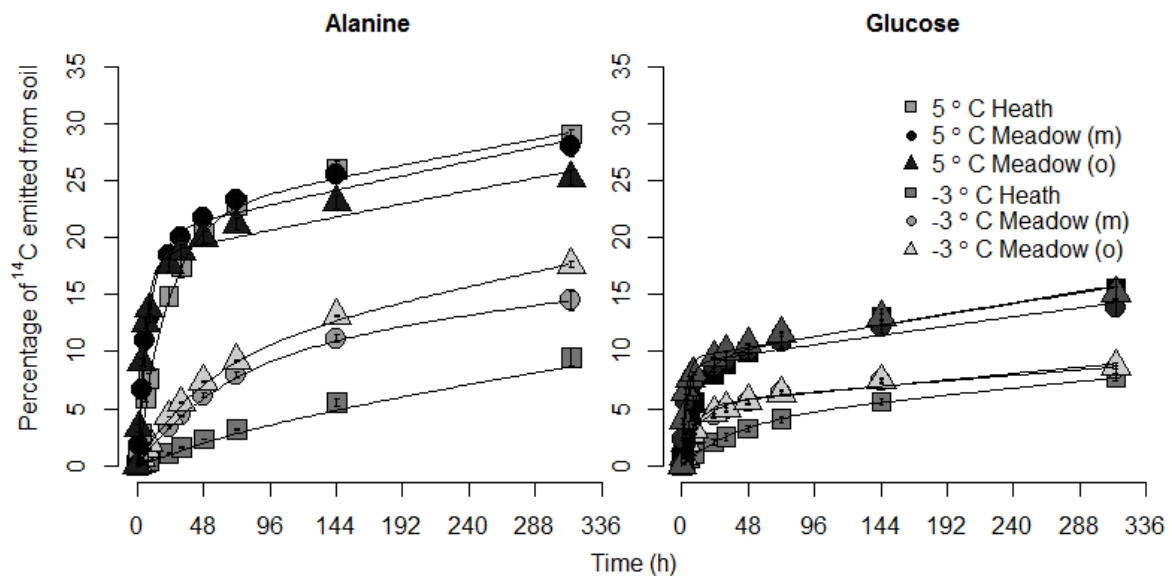 Alanine
Glucose
Percentage of ¹⁴C emitted from soil
35
30
25
20
15
10
5
0
35
30
25
20
15
10
5
0
5 ° C Heath
5 ° C Meadow (m)
5 ° C Meadow (o)
-3 ° C Heath
-3 ° C Meadow (m)
-3 ° C Meadow (o)
0 48 96 144 192 240 288 336
0 48 96 144 192 240 288 336
Time (h)